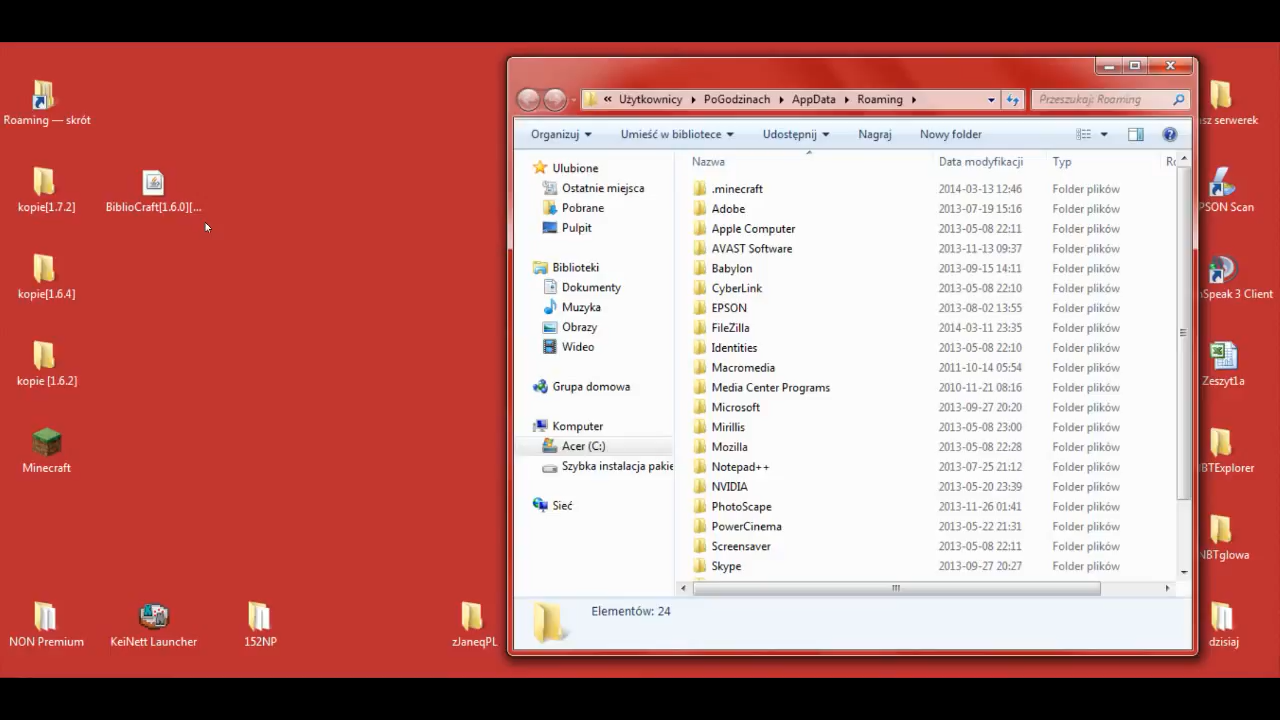 Roaming — skrót
kopie[1.7.2]
BiblioCraft[1.6.0][...
kopie[1.6.4]
kopie [1.6.2]
Minecraft
NON Premium
KeiNett Launcher
152NP
zJaneqPL
« Użytkownicy PoGodzinach AppData Roaming
Przeszukaj: Roaming
Organizuj Umieść w bibliotece Udostępnij Nagraj Nowy folder
Ulubione
Ostatnie miejsca
Pobrane
Pulpit
Biblioteki
Dokumenty
Muzyka
Obrazy
Wideo
Grupa domowa
Komputer
Acer (C:)
Szybka instalacja pakie
Sieć
Nazwa Data modyfikacji Typ
.minecraft 2014-03-13 12:46 Folder plików
Adobe 2013-07-19 15:16 Folder plików
Apple Computer 2013-05-08 22:11 Folder plików
AVAST Software 2013-11-13 09:37 Folder plików
Babylon 2013-09-15 14:11 Folder plików
CyberLink 2013-05-08 22:10 Folder plików
EPSON 2013-08-02 13:55 Folder plików
FileZilla 2014-03-11 23:35 Folder plików
Identities 2013-05-08 22:10 Folder plików
Macromedia 2011-10-14 05:54 Folder plików
Media Center Programs 2010-11-21 08:16 Folder plików
Microsoft 2013-09-27 20:20 Folder plików
Mirillis 2013-05-08 23:00 Folder plików
Mozilla 2013-05-08 22:28 Folder plików
Notepad++ 2013-07-25 21:12 Folder plików
NVIDIA 2013-05-20 23:39 Folder plików
PhotoScape 2013-11-26 01:41 Folder plików
PowerCinema 2013-05-22 21:31 Folder plików
Screensaver 2013-05-08 22:11 Folder plików
Skype 2013-09-27 20:27 Folder plików
Elementów: 24
sz serwerek
PSON Scan
Speak 3 Client
Zeszyt1a
BTExplorer
NBTglowa
dzisiaj